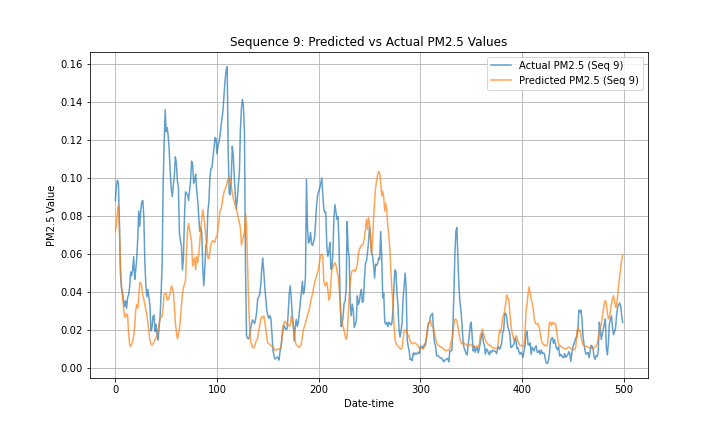 Sequence 9: Predicted vs Actual PM2.5 Values
Actual PM2.5 (Seq 9)
Predicted PM2.5 (Seq 9)
PM2.5 Value
0.16
0.14
0.12
0.10
0.08
0.06
0.04
0.02
0.00
0 100 200 300 400 500
Date-time